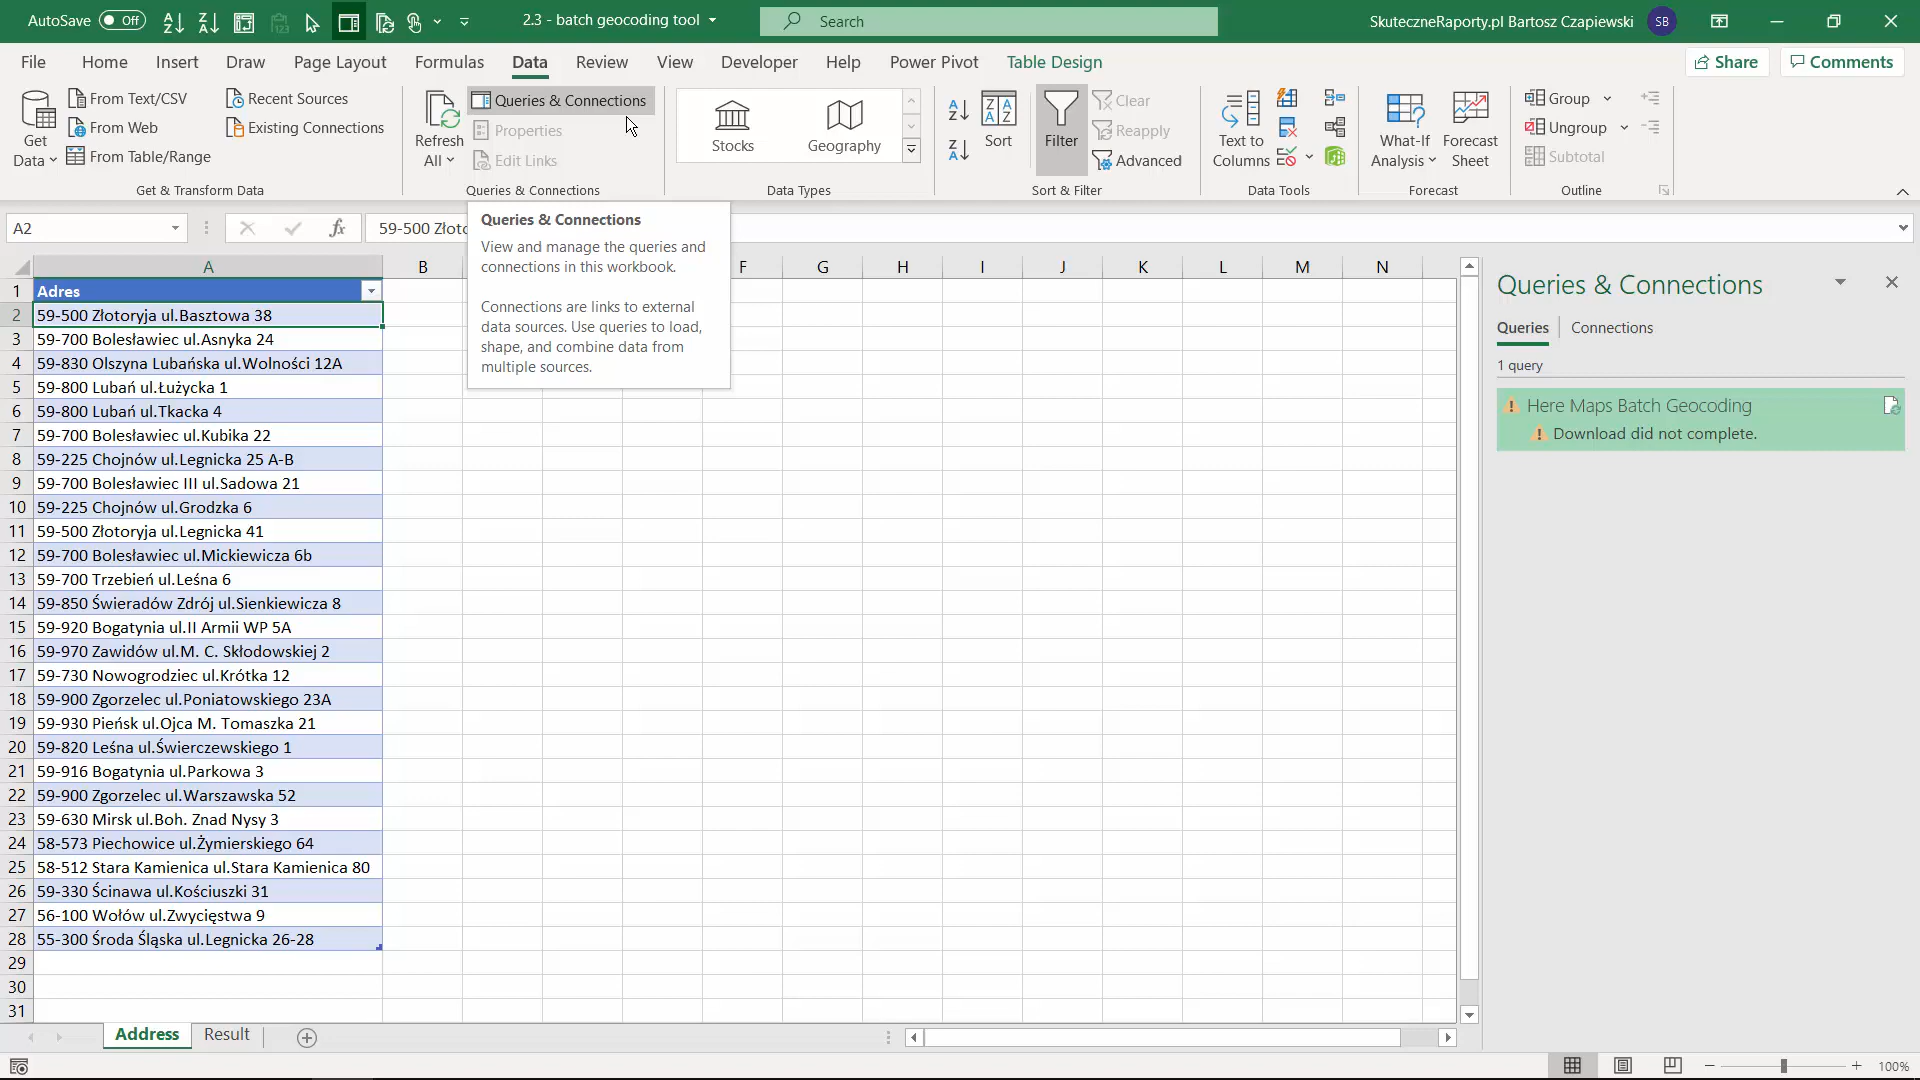 AutoSave Off
2.3 - batch geocoding tool
Search
SkuteczneRaporty.pl Bartosz Czapiewski SB
File Home Insert Draw Page Layout Formulas Data Review View Developer Help Power Pivot Table Design
Share Comments
Get Data
From Text/CSV
From Web
From Table/Range
Recent Sources
Existing Connections
Get & Transform Data
Refresh All
Queries & Connections
Properties
Edit Links
Queries & Connections
Stocks Geography
Data Types
Sort
Filter
Clear
Reapply
Advanced
Sort & Filter
Text to Columns
Data Tools
What-If Analysis
Forecast Sheet
Forecast
Group
Ungroup
Subtotal
Outline
A2
fx
59-500 Złoto
Queries & Connections
View and manage the queries and
connections in this workbook.
Connections are links to external
data sources. Use queries to load,
shape, and combine data from
multiple sources.
A B F G H I J K L M N
1 Adres
2 59-500 Złotoryja ul.Basztowa 38
3 59-700 Bolesławiec ul.Asnyka 24
4 59-830 Olszyna Lubańska ul.Wolności 12A
5 59-800 Lubań ul.Łużycka 1
6 59-800 Lubań ul.Tkacka 4
7 59-700 Bolesławiec ul.Kubika 22
8 59-225 Chojnów ul.Legnicka 25 A-B
9 59-700 Bolesławiec III ul.Sadowa 21
10 59-225 Chojnów ul.Grodzka 6
11 59-500 Złotoryja ul.Legnicka 41
12 59-700 Bolesławiec ul.Mickiewicza 6b
13 59-700 Trzebień ul.Leśna 6
14 59-850 Świeradów Zdrój ul.Sienkiewicza 8
15 59-920 Bogatynia ul.II Armii WP 5A
16 59-970 Zawidów ul.M. C. Skłodowskiej 2
17 59-730 Nowogrodziec ul.Krótka 12
18 59-900 Zgorzelec ul.Poniatowskiego 23A
19 59-930 Pieńsk ul.Ojca M. Tomaszka 21
20 59-820 Leśna ul.Świerczewskiego 1
21 59-916 Bogatynia ul.Parkowa 3
22 59-900 Zgorzelec ul.Warszawska 52
23 59-630 Mirsk ul.Boh. Znad Nysy 3
24 58-573 Piechowice ul.Żymierskiego 64
25 58-512 Stara Kamienica ul.Stara Kamienica 80
26 59-330 Ścinawa ul.Kościuszki 31
27 56-100 Wołów ul.Zwycięstwa 9
28 55-300 Środa Śląska ul.Legnicka 26-28
29
30
31
Queries & Connections
Queries Connections
1 query
Here Maps Batch Geocoding
Download did not complete.
Address Result
100%